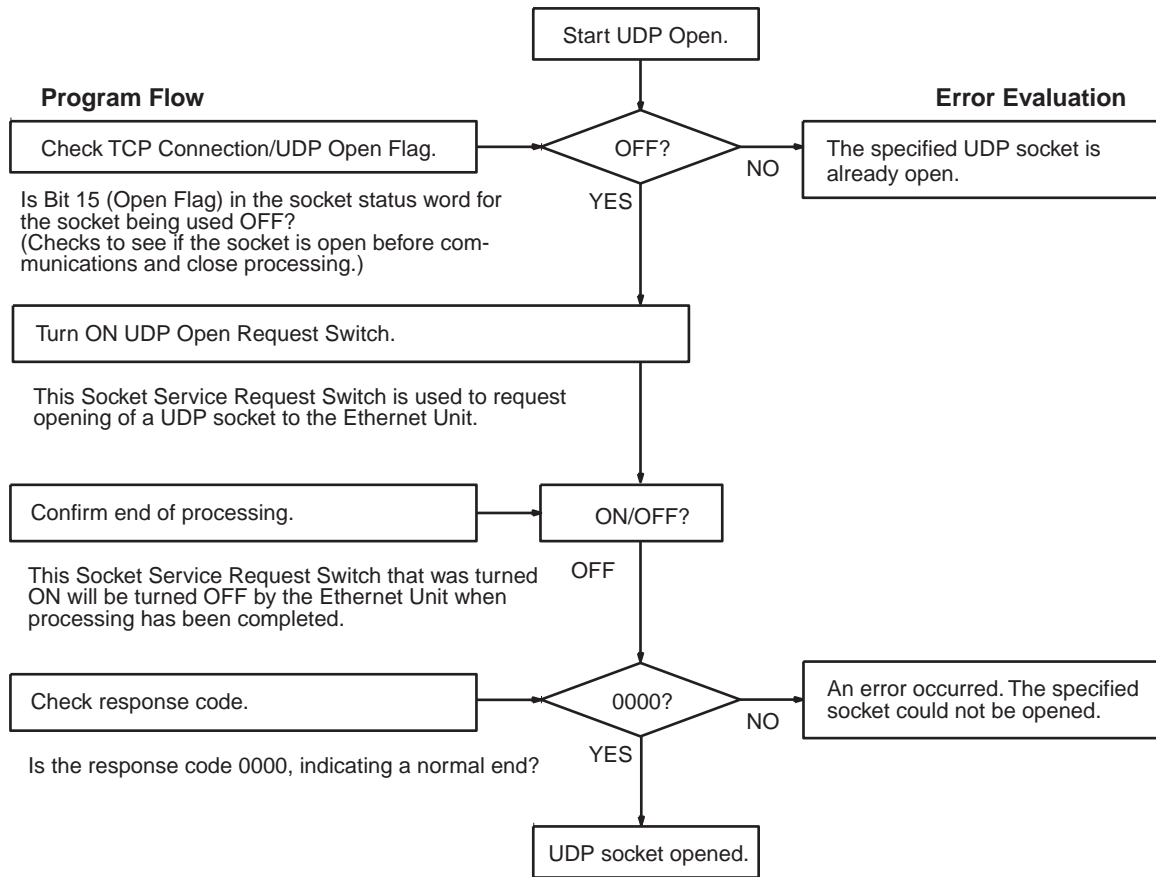 Start UDP Open.
Program Flow
Error Evaluation
Check TCP Connection/UDP Open Flag.
OFF?
NO
The specified UDP socket is
already open.
YES
Is Bit 15 (Open Flag) in the socket status word for
the socket being used OFF?
(Checks to see if the socket is open before com-
munications and close processing.)
Turn ON UDP Open Request Switch.
This Socket Service Request Switch is used to request
opening of a UDP socket to the Ethernet Unit.
Confirm end of processing.
ON/OFF?
OFF
This Socket Service Request Switch that was turned
ON will be turned OFF by the Ethernet Unit when
processing has been completed.
Check response code.
0000?
NO
An error occurred. The specified
socket could not be opened.
YES
Is the response code 0000, indicating a normal end?
UDP socket opened.